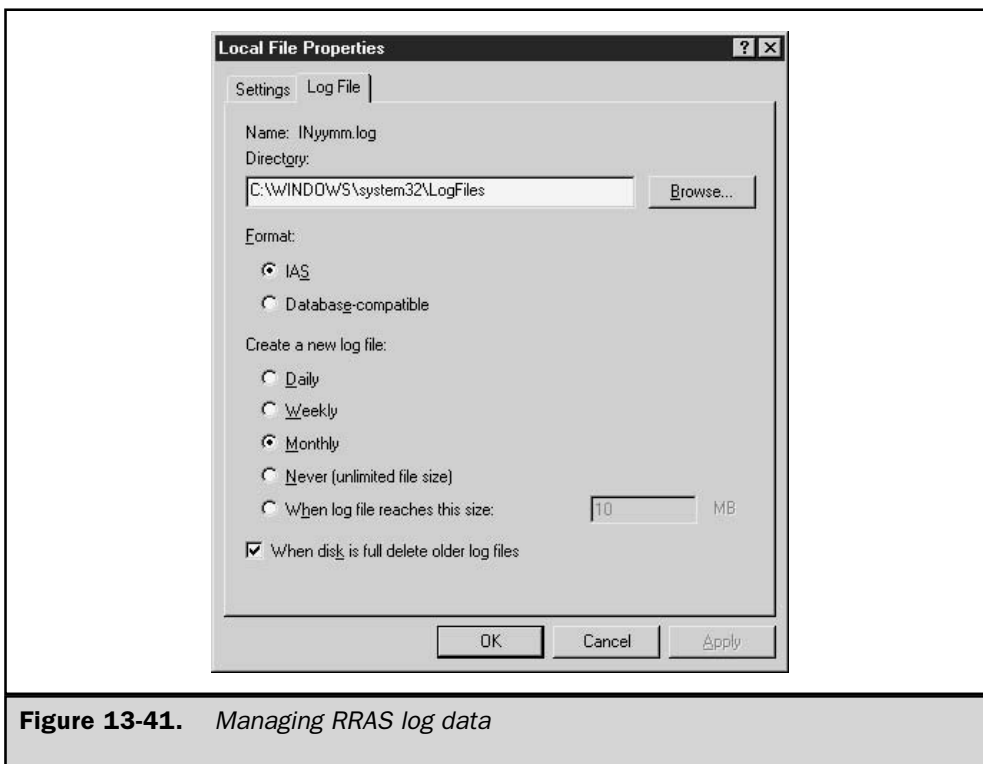 Local File Properties
Settings Log File
Name: INyymm.log
Directory:
C:\WINDOWS\system32\LogFiles Browse...
Format:
IAS
Database-compatible
Create a new log file:
Daily
Weekly
Monthly
Never (unlimited file size)
When log file reaches this size: 10 MB
When disk is full delete older log files
OK Cancel Apply
Figure 13-41. Managing RRAS log data